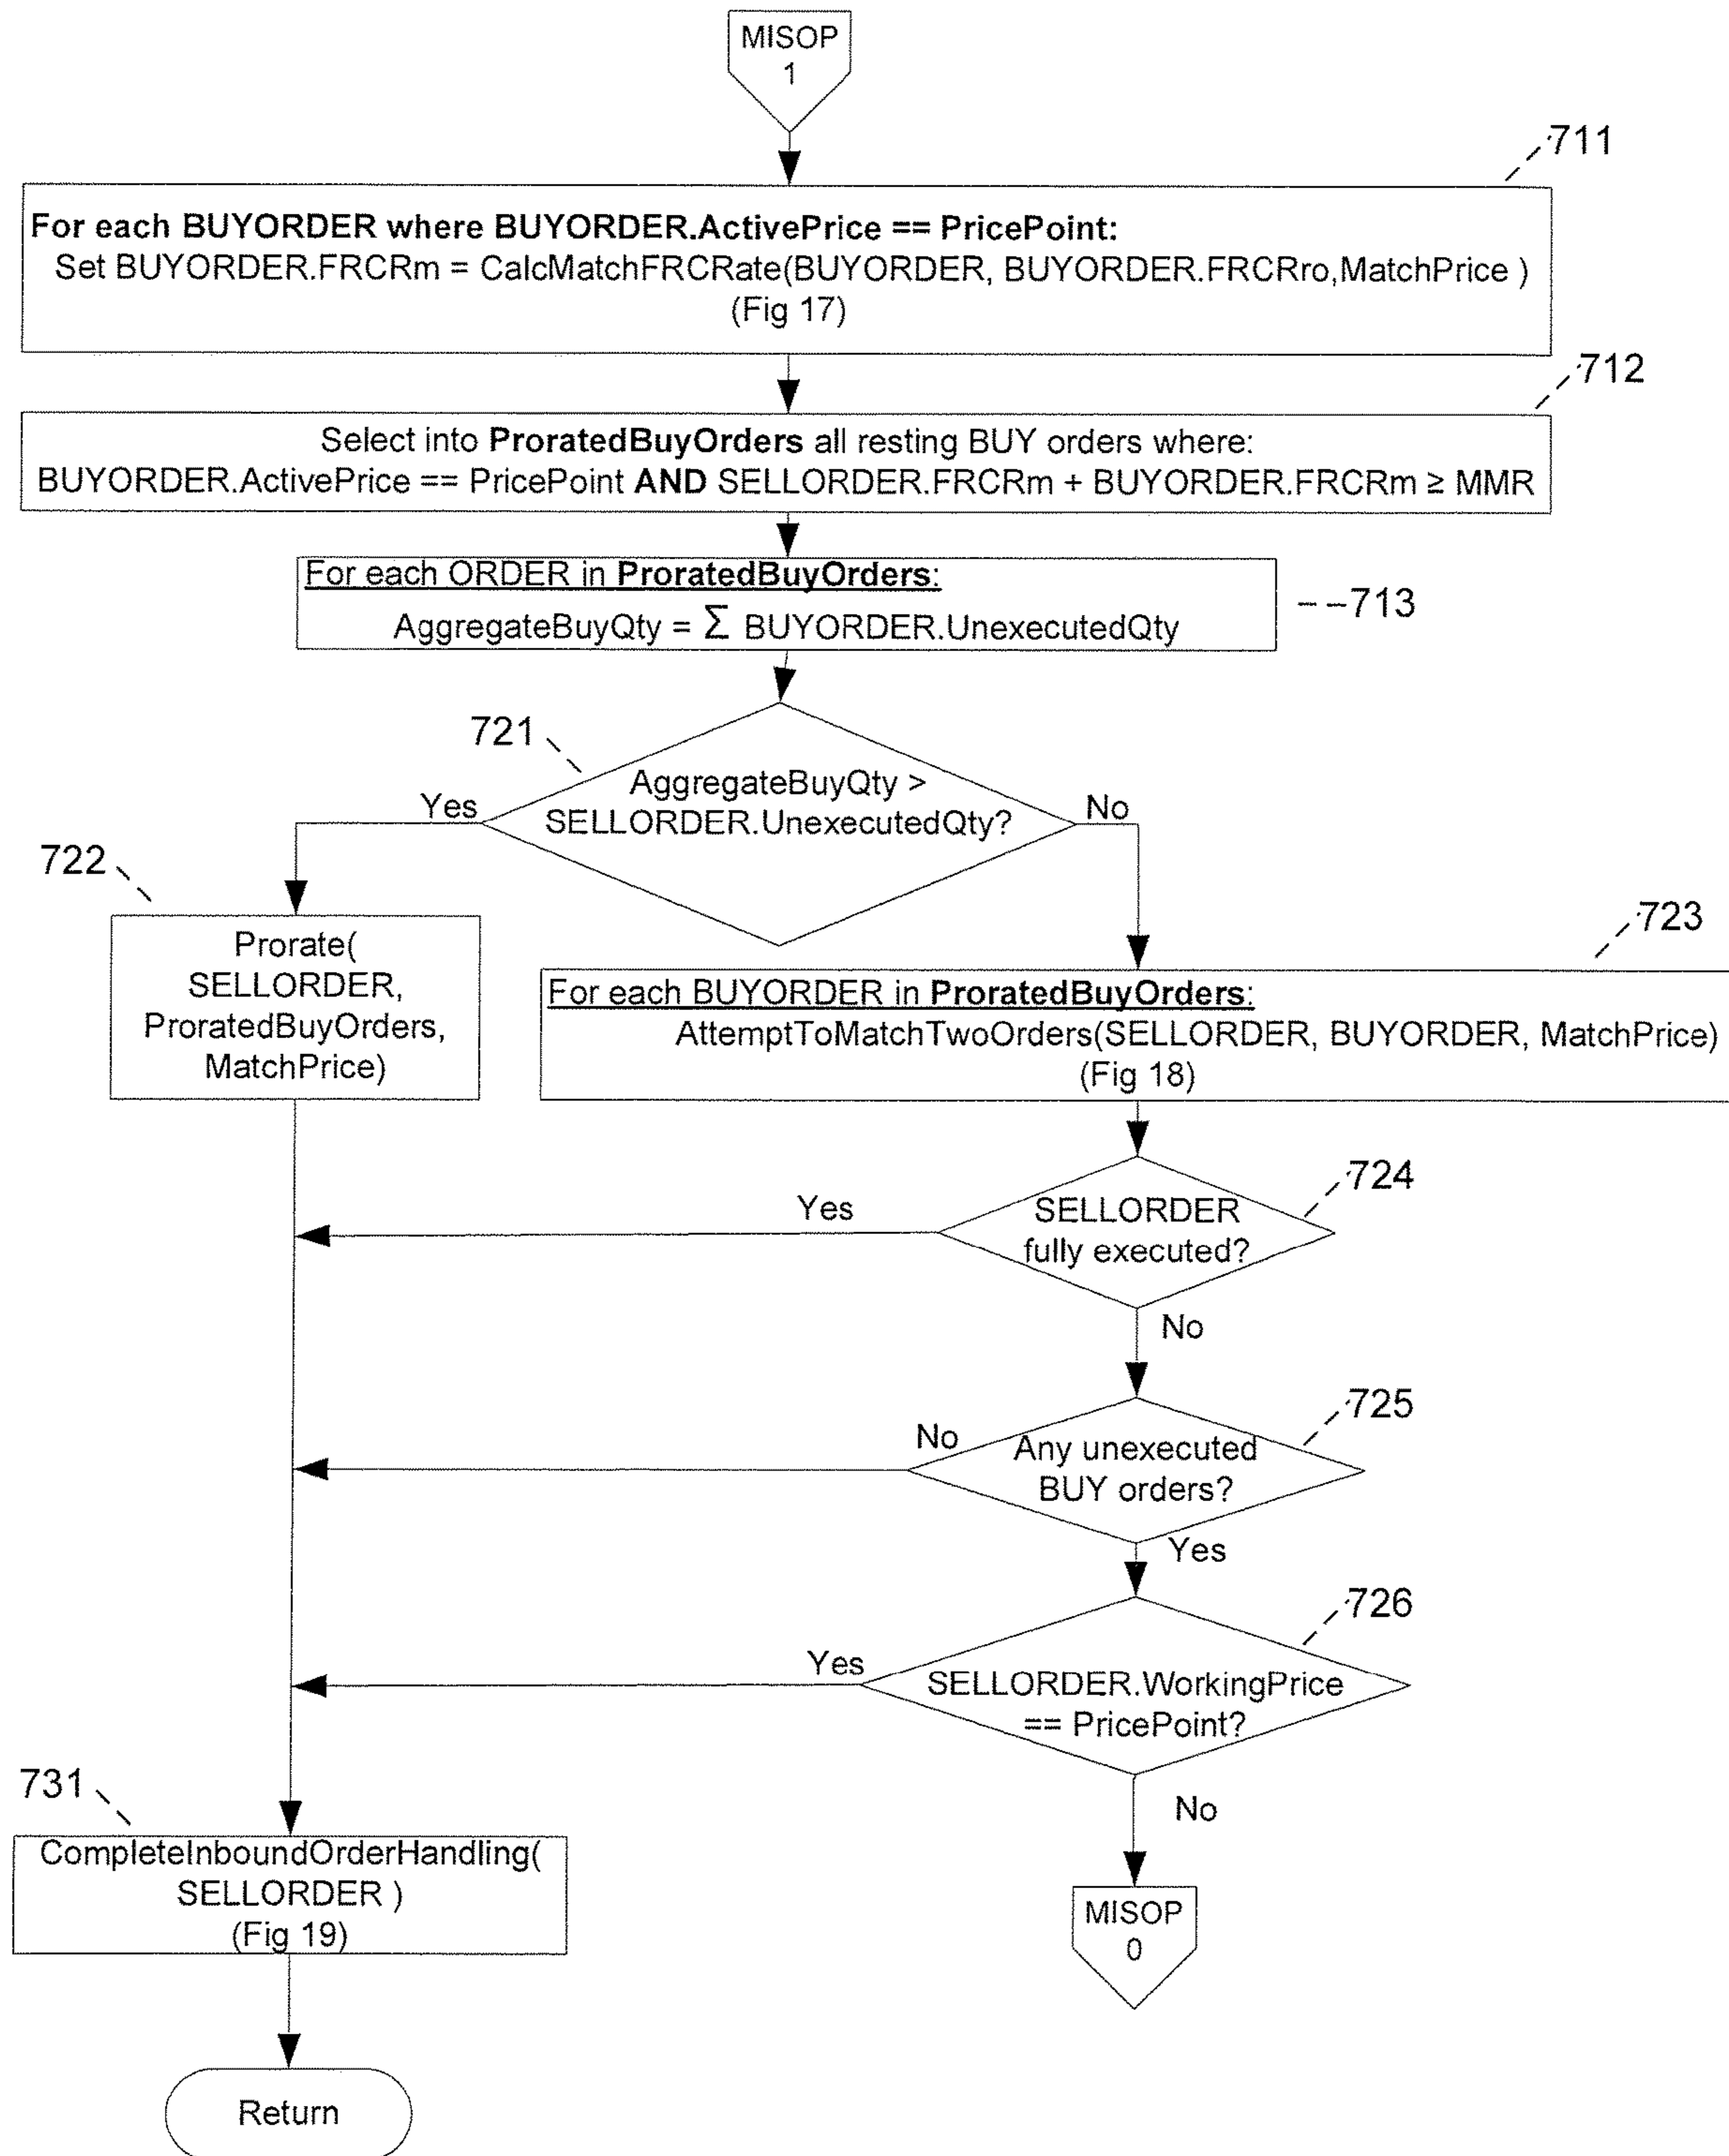 MISOP
1
711
For each BUYORDER where BUYORDER.ActivePrice == PricePoint:
Set BUYORDER.FRCRm = CalcMatchFRCRate(BUYORDER, BUYORDER.FRCRro,MatchPrice )
(Fig 17)
712
Select into ProratedBuyOrders all resting BUY orders where:
BUYORDER.ActivePrice == PricePoint AND SELLORDER.FRCRm + BUYORDER.FRCRm ≥ MMR
For each ORDER in ProratedBuyOrders:
AggregateBuyQty = Σ BUYORDER.UnexecutedQty
713
721
AggregateBuyQty >
SELLORDER.UnexecutedQty?
Yes
No
722
Prorate(
SELLORDER,
ProratedBuyOrders,
MatchPrice)
723
For each BUYORDER in ProratedBuyOrders:
AttemptToMatchTwoOrders(SELLORDER, BUYORDER, MatchPrice)
(Fig 18)
724
SELLORDER
fully executed?
Yes
No
725
Any unexecuted
BUY orders?
No
Yes
726
SELLORDER.WorkingPrice
== PricePoint?
Yes
No
731
CompleteInboundOrderHandling(
SELLORDER )
(Fig 19)
MISOP
0
Return